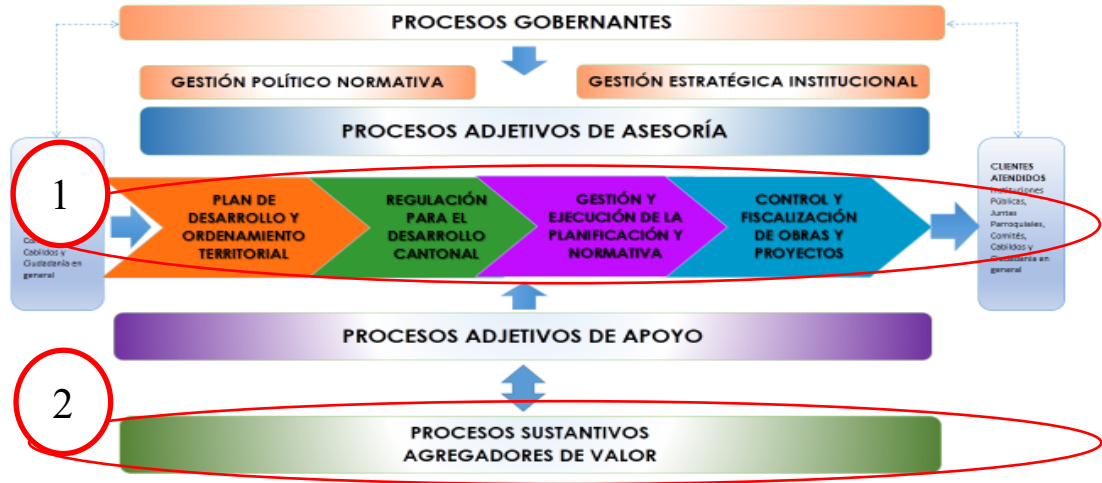 PROCESOS GOBERNANTES
GESTIÓN POLÍTICO NORMATIVA
GESTIÓN ESTRATÉGICA INSTITUCIONAL
PROCESOS ADJETIVOS DE ASESORÍA
1
Cabildos y
Ciudadanía en
general
PLAN DE
DESARROLLO Y
ORDENAMIENTO
TERRITORIAL
REGULACIÓN
PARA EL
DESARROLLO
CANTONAL
GESTIÓN Y
EJECUCIÓN DE LA
PLANIFICACIÓN Y
NORMATIVA
CONTROL Y
FISCALIZACIÓN
DE OBRAS Y
PROYECTOS
CLIENTES
ATENDIDOS
Instituciones
Públicas,
Juntas
Parroquiales,
Comités,
Cabildos y
Ciudadanía en
general
PROCESOS ADJETIVOS DE APOYO
2
PROCESOS SUSTANTIVOS
AGREGADORES DE VALOR